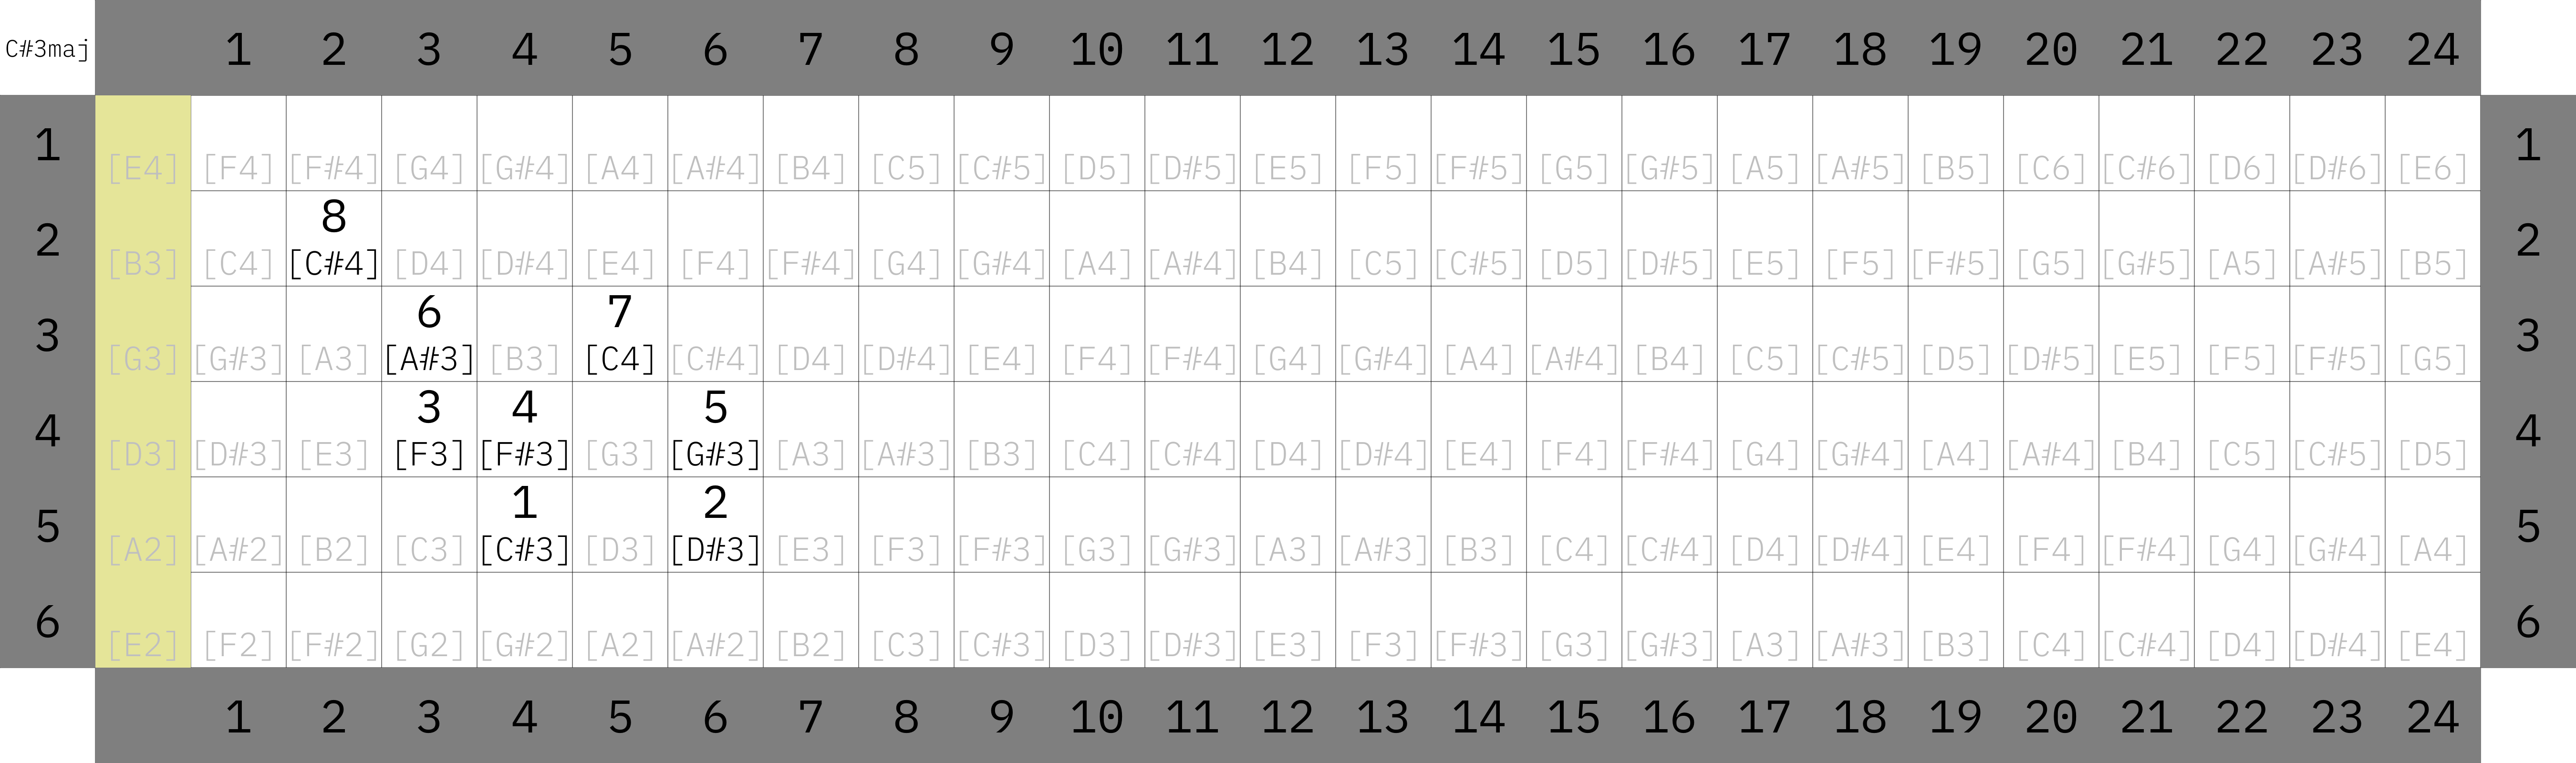 C#3maj 1 2 3 4 5 6 7 8 9 10 11 12 13 14 15 16 17 18 19 20 21 22 23 24
1 1
[E4] [F4] [F#4] [G4] [G#4] [A4] [A#4] [B4] [C5] [C#5] [D5] [D#5] [E5] [F5] [F#5] [G5] [G#5] [A5] [A#5] [B5] [C6] [C#6] [D6] [D#6] [E6]
2 8 2
[B3] [C4] [C#4] [D4] [D#4] [E4] [F4] [F#4] [G4] [G#4] [A4] [A#4] [B4] [C5] [C#5] [D5] [D#5] [E5] [F5] [F#5] [G5] [G#5] [A5] [A#5] [B5]
3 6 7 3
[G3] [G#3] [A3] [A#3] [B3] [C4] [C#4] [D4] [D#4] [E4] [F4] [F#4] [G4] [G#4] [A4] [A#4] [B4] [C5] [C#5] [D5] [D#5] [E5] [F5] [F#5] [G5]
4 3 4 5 4
[D3] [D#3] [E3] [F3] [F#3] [G3] [G#3] [A3] [A#3] [B3] [C4] [C#4] [D4] [D#4] [E4] [F4] [F#4] [G4] [G#4] [A4] [A#4] [B4] [C5] [C#5] [D5]
5 1 2 5
[A2] [A#2] [B2] [C3] [C#3] [D3] [D#3] [E3] [F3] [F#3] [G3] [G#3] [A3] [A#3] [B3] [C4] [C#4] [D4] [D#4] [E4] [F4] [F#4] [G4] [G#4] [A4]
6 6
[E2] [F2] [F#2] [G2] [G#2] [A2] [A#2] [B2] [C3] [C#3] [D3] [D#3] [E3] [F3] [F#3] [G3] [G#3] [A3] [A#3] [B3] [C4] [C#4] [D4] [D#4] [E4]
1 2 3 4 5 6 7 8 9 10 11 12 13 14 15 16 17 18 19 20 21 22 23 24